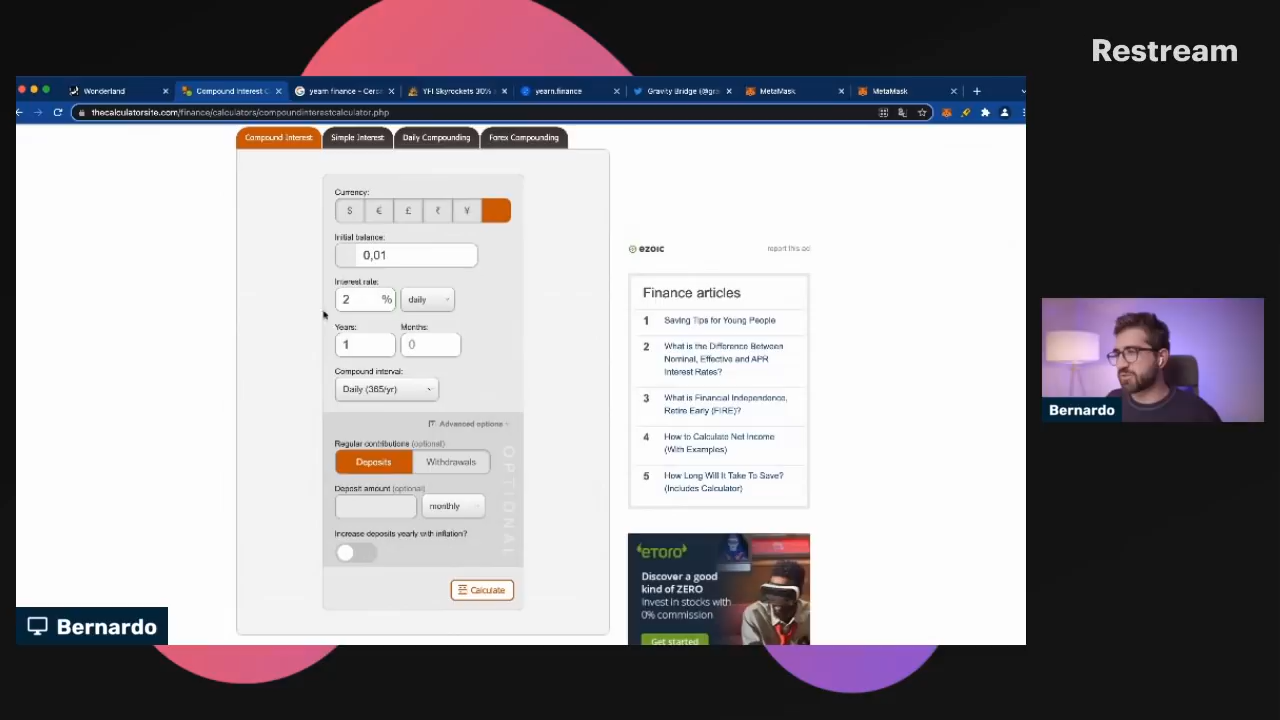 Restream
Wonderland
Compound Interest C
yearn finance - Cer
YFI Skyrockets 30%
yearn.finance
Gravity Bridge (@gr
MetaMask
MetaMask
thecalculatorsite.com/finance/calculators/compoundinterestcalculator.php
Compound Interest
Simple Interest
Daily Compounding
Forex Compounding
Currency:
$ € £ ₹ ¥
Initial balance:
0,01
Interest rate:
2 % daily
Years: Months:
1 0
Compound interval:
Daily (365/yr)
Advanced options
Regular contributions (optional)
Deposits Withdrawals
Deposit amount (optional)
monthly
Increase deposits yearly with inflation?
OPTIONAL
Calculate
ezoic report this ad
Finance articles
1 Saving Tips for Young People
2 What is the Difference Between
Nominal, Effective and APR
Interest Rates?
3 What is Financial Independence,
Retire Early (FIRE)?
4 How to Calculate Net Income
(With Examples)
5 How Long Will It Take To Save?
(Includes Calculator)
eToro
Discover a good
kind of ZERO
Invest in stocks with
0% commission
Get started
Bernardo
Bernardo